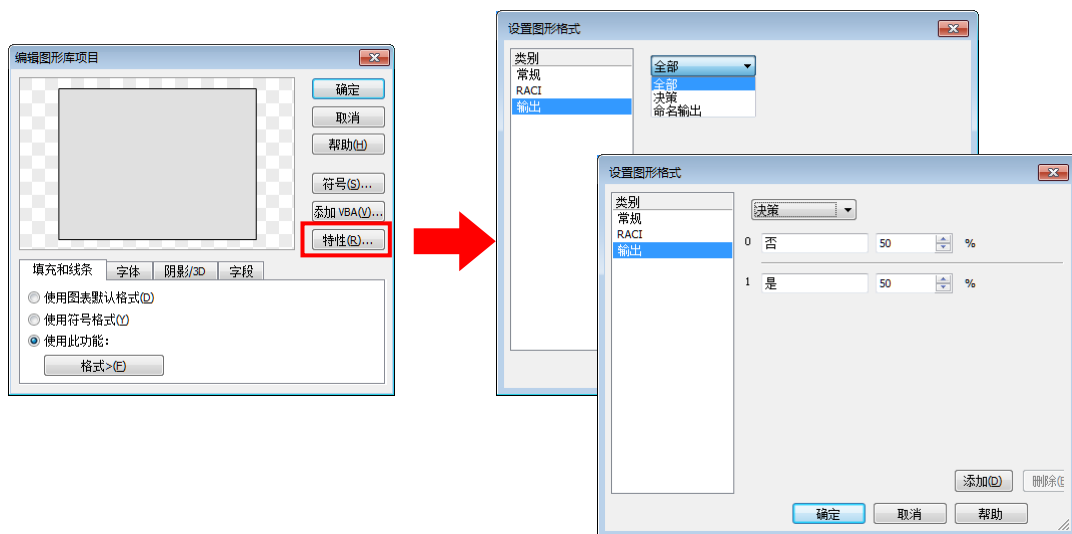 编辑图形库项目
确定
取消
帮助(H)
符号(S)...
添加 VBA(V)...
特性(R)...
填充和线条
字体
阴影/3D
字段
使用图表默认格式(D)
使用符号格式(Y)
使用此功能：
格式>(F)
设置图形格式
类别
常规
RACI
输出
全部
全部
决策
命名输出
设置图形格式
类别
常规
RACI
输出
决策
0 否 50 %
1 是 50 %
添加(D)
删除(E
确定
取消
帮助